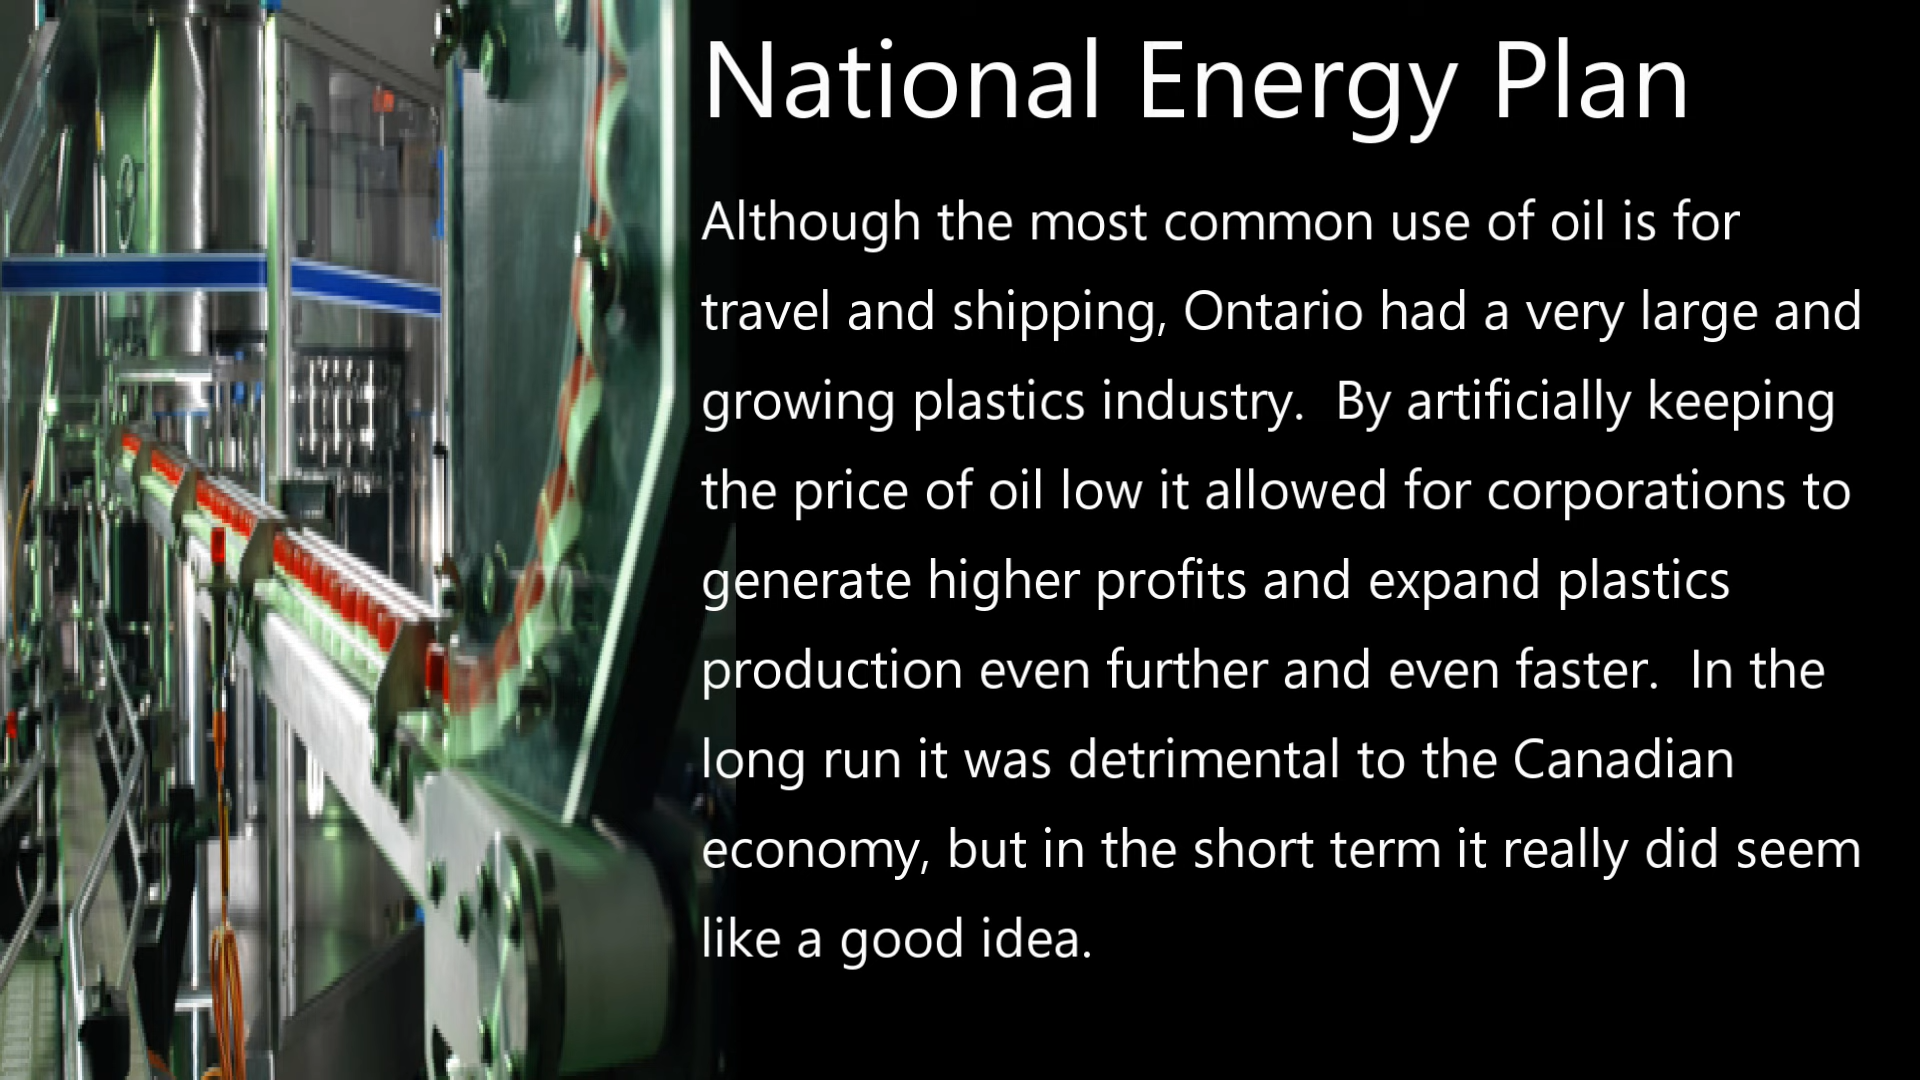 National Energy Plan
Although the most common use of oil is for
travel and shipping, Ontario had a very large and
growing plastics industry.  By artificially keeping
the price of oil low it allowed for corporations to
generate higher profits and expand plastics
production even further and even faster.  In the
long run it was detrimental to the Canadian
economy, but in the short term it really did seem
like a good idea.